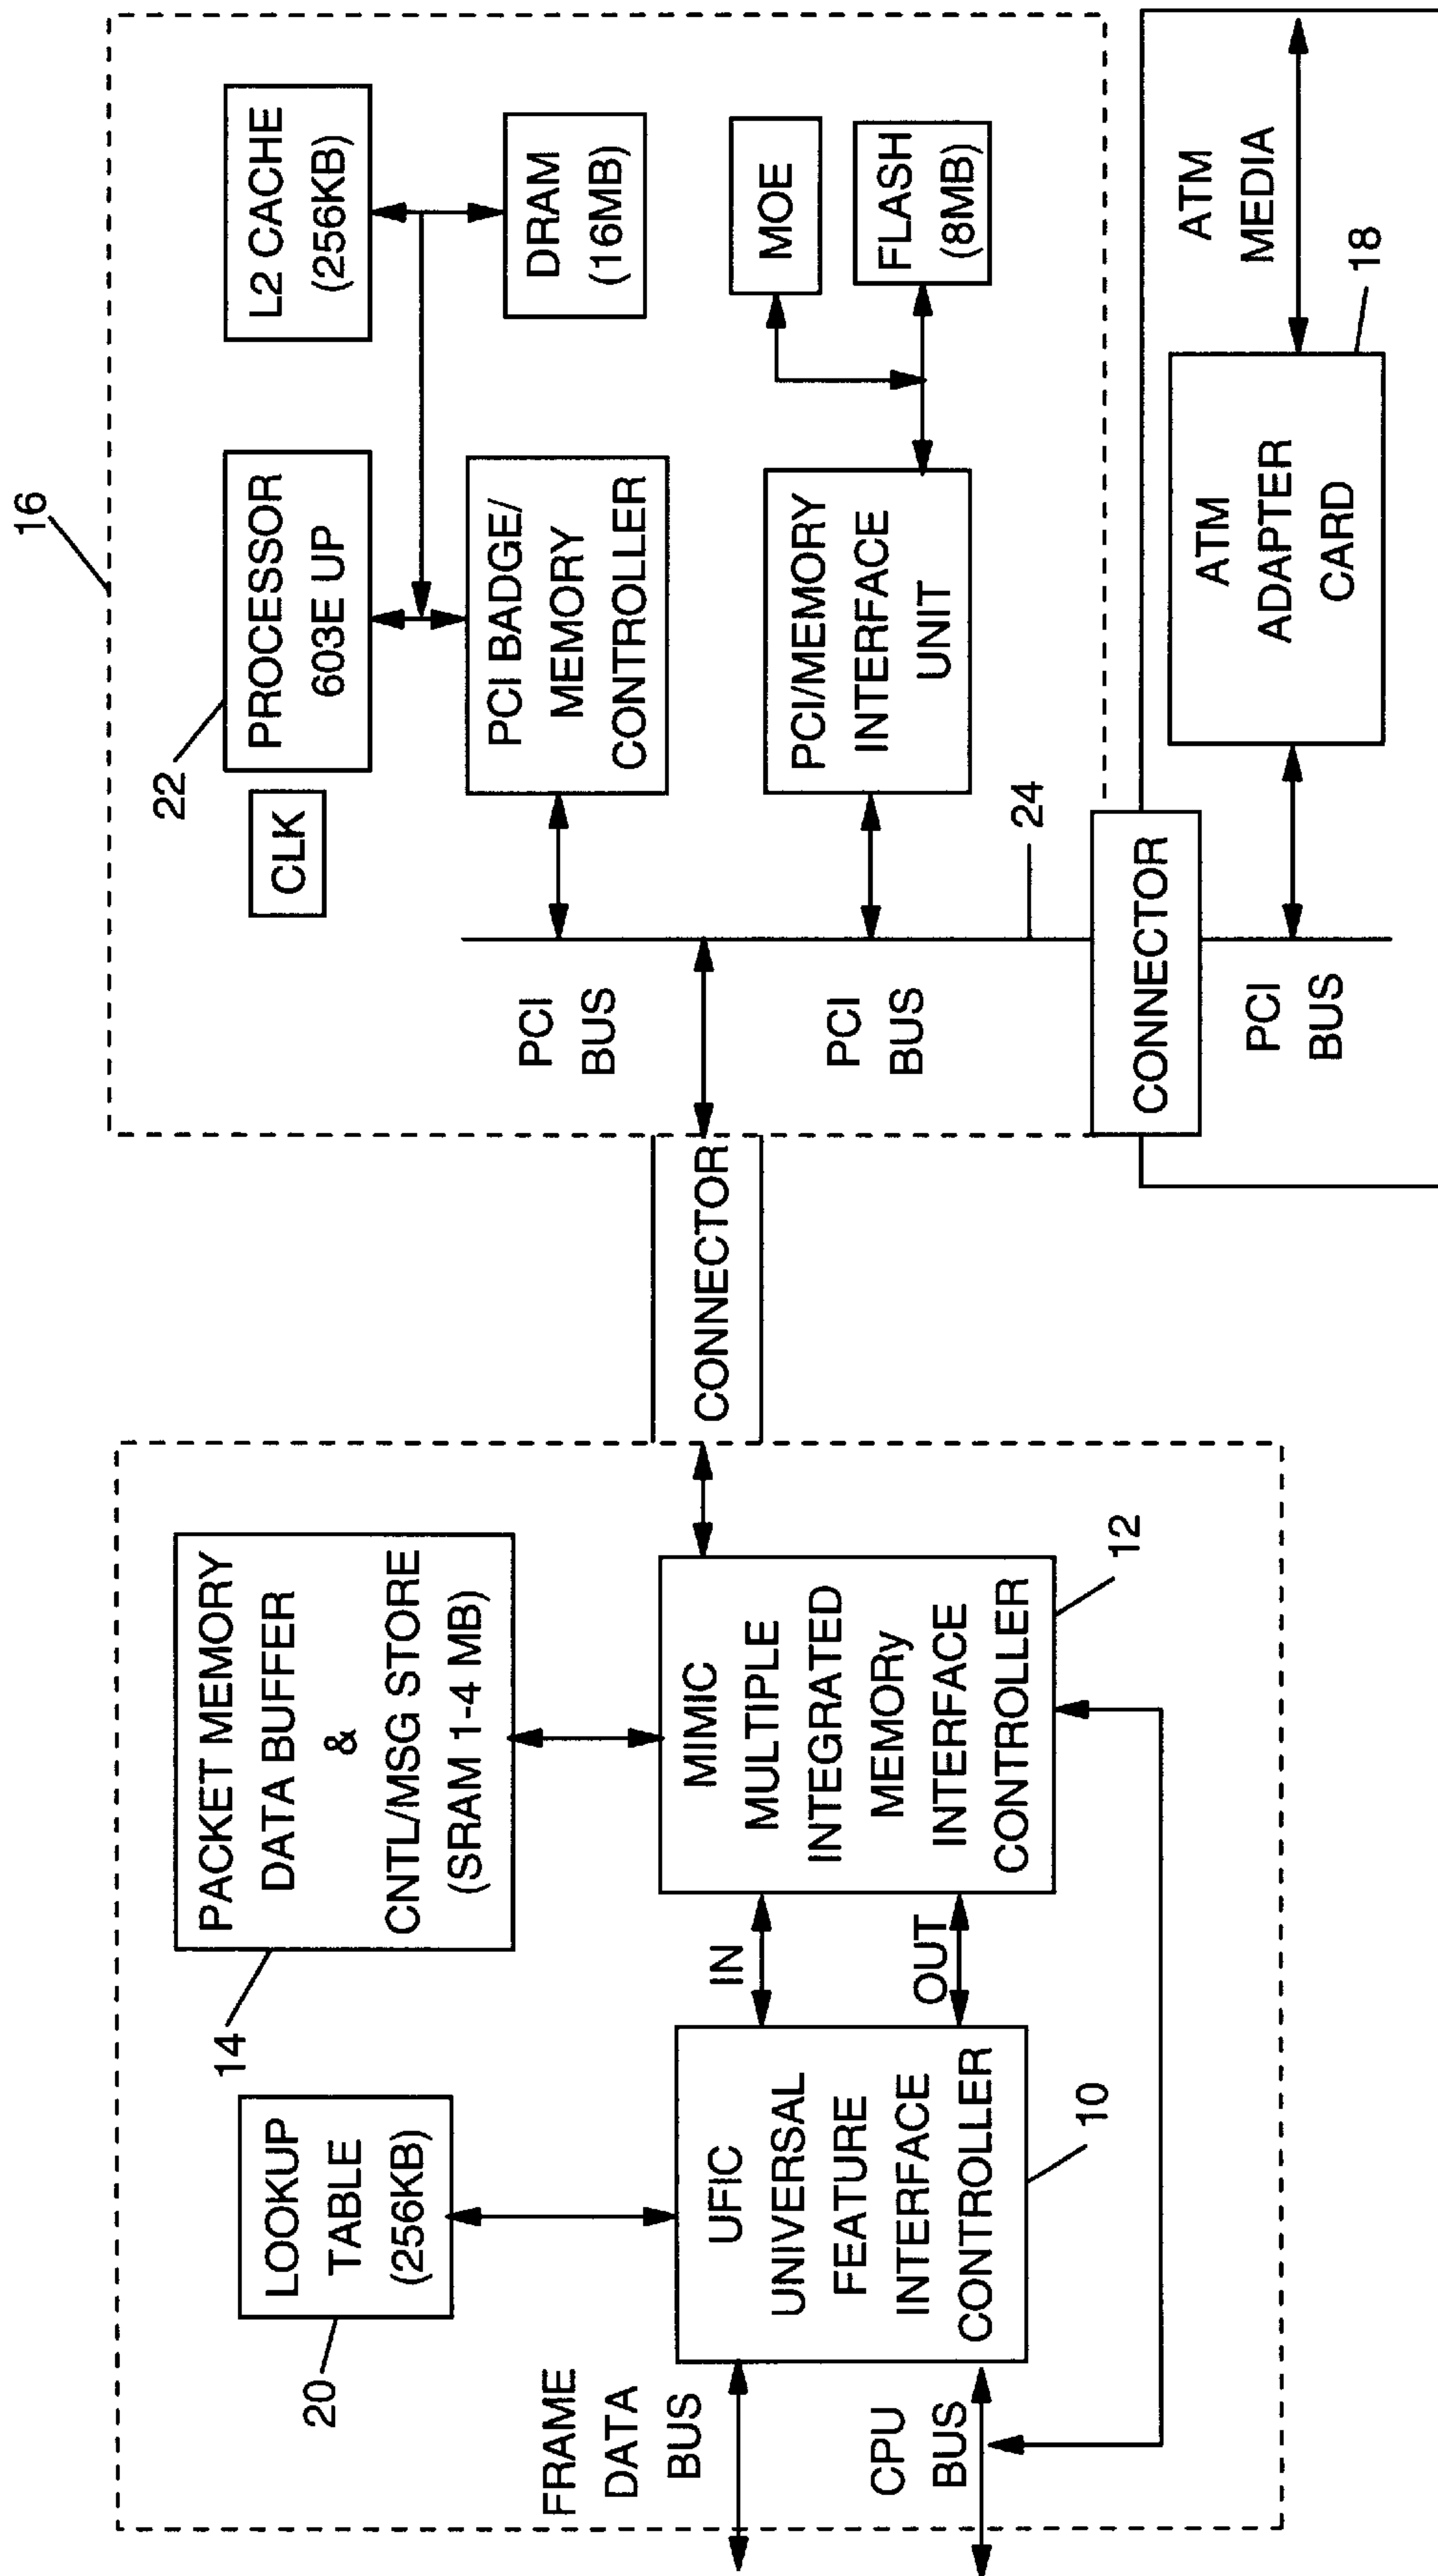 16
22
CLK
PROCESSOR
603E UP
L2 CACHE
(256KB)
PCI BADGE/
MEMORY
CONTROLLER
DRAM
(16MB)
MOE
FLASH
(8MB)
PCI/MEMORY
INTERFACE
UNIT
24
PCI
BUS
PCI
BUS
CONNECTOR
PCI
BUS
ATM
ADAPTER
CARD
18
ATM
MEDIA
CONNECTOR
PACKET MEMORY
DATA BUFFER
&
CNTL/MSG STORE
(SRAM 1-4 MB)
14
LOOKUP
TABLE
(256KB)
20
MIMIC
MULTIPLE
INTEGRATED
MEMORy
INTERFACE
CONTROLLER
12
IN
OUT
UFIC
UNIVERSAL
FEATURE
INTERFACE
CONTROLLER
10
FRAME
DATA
BUS
CPU
BUS